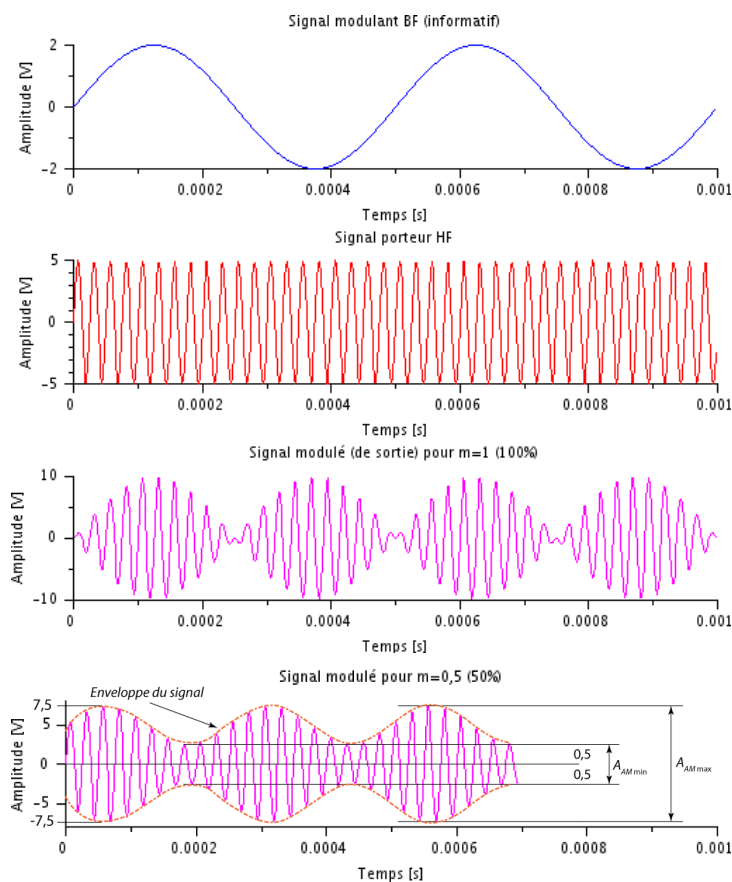 Signal modulant BF (informatif)
2
0
−2
Amplitude [V]
0 0.0002 0.0004 0.0006 0.0008 0.001
Temps [s]
Signal porteur HF
5
0
−5
Amplitude [V]
0 0.0002 0.0004 0.0006 0.0008 0.001
Temps [s]
Signal modulé (de sortie) pour m=1 (100%)
10
0
−10
Amplitude [V]
0 0.0002 0.0004 0.0006 0.0008 0.001
Temps [s]
Signal modulé pour m=0,5 (50%)
Enveloppe du signal
7,5
5
0
−5
-7,5
Amplitude [V]
0,5
0,5
A AM min
A AM max
0 0.0002 0.0004 0.0006 0.0008 0.001
Temps [s]